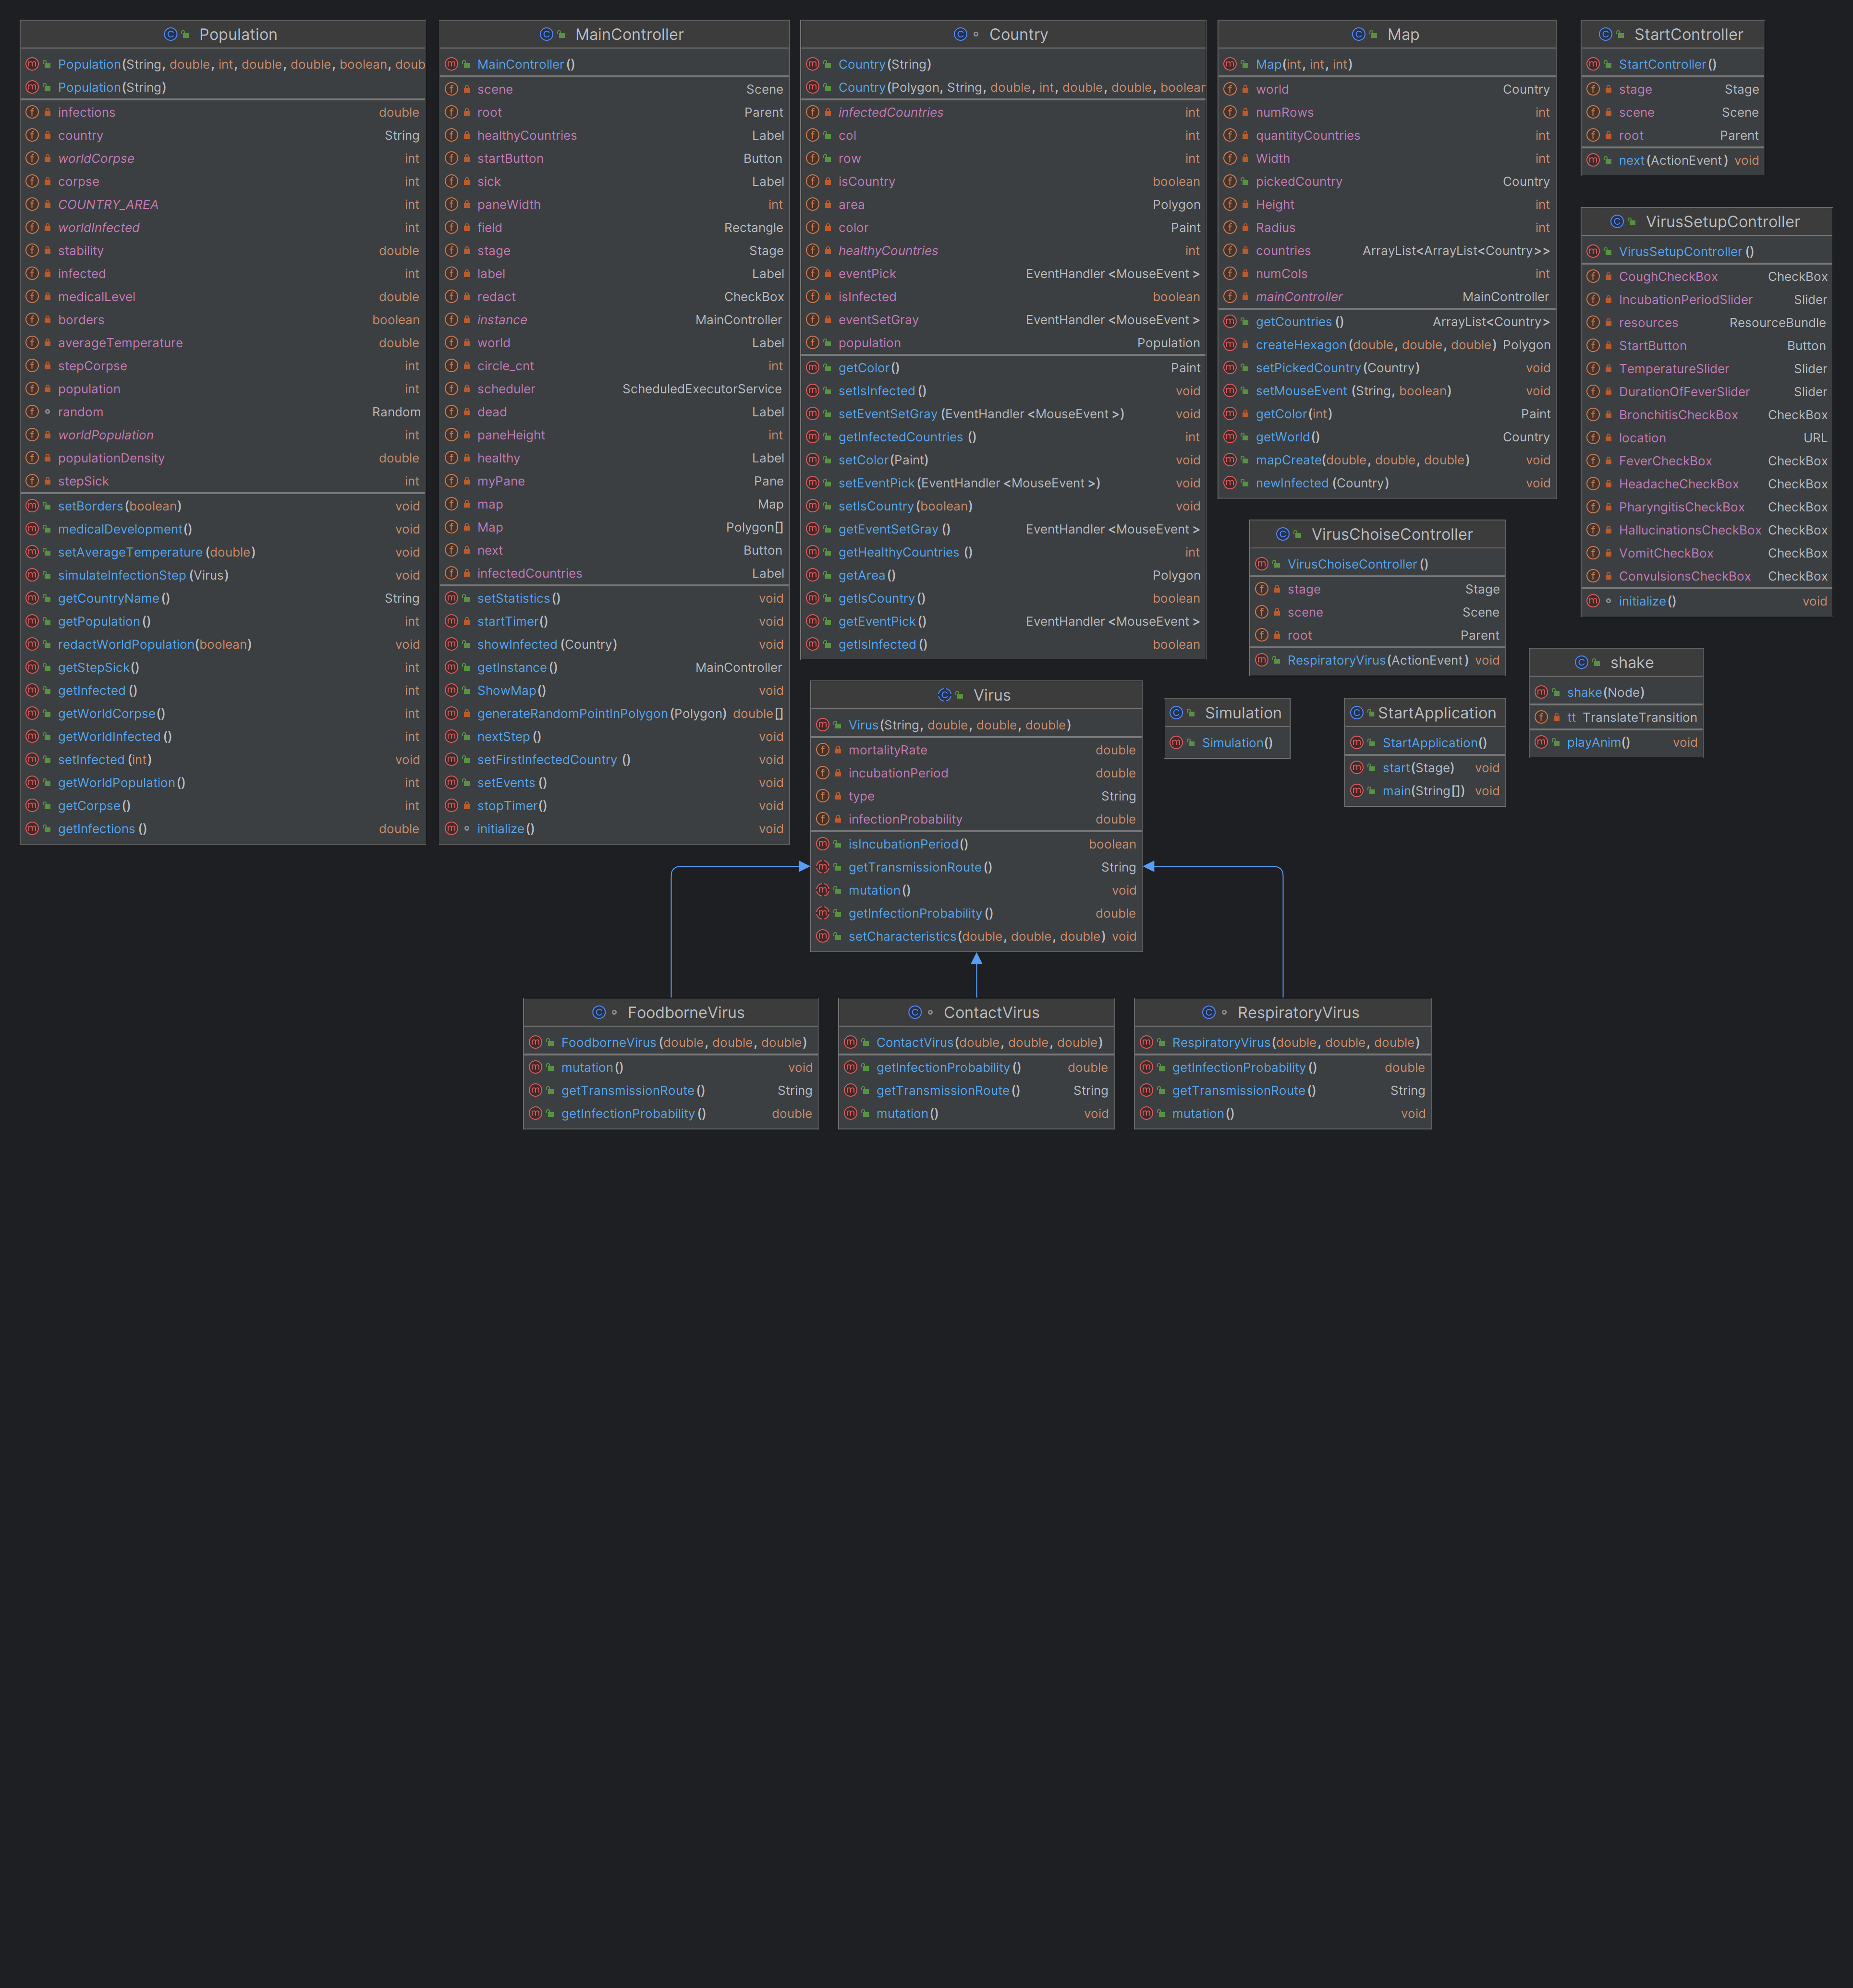 Population
Population(String, double, int, double, double, boolean, doub
Population(String)
infections double
country String
worldCorpse int
corpse int
COUNTRY_AREA int
worldInfected int
stability double
infected int
medicalLevel double
borders boolean
averageTemperature double
stepCorpse int
population int
random Random
worldPopulation int
populationDensity double
stepSick int
setBorders(boolean) void
medicalDevelopment() void
setAverageTemperature(double) void
simulateInfectionStep(Virus) void
getCountryName() String
getPopulation() int
redactWorldPopulation(boolean) void
getStepSick() int
getInfected() int
getWorldCorpse() int
getWorldInfected() int
setInfected(int) void
getWorldPopulation() int
getCorpse() int
getInfections() double
MainController
MainController()
scene Scene
root Parent
healthyCountries Label
startButton Button
sick Label
paneWidth int
field Rectangle
stage Stage
label Label
redact CheckBox
instance MainController
world Label
circle_cnt int
scheduler ScheduledExecutorService
dead Label
paneHeight int
healthy Label
myPane Pane
map Map
Map Polygon[]
next Button
infectedCountries Label
setStatistics() void
startTimer() void
showInfected(Country) void
getInstance() MainController
ShowMap() void
generateRandomPointInPolygon(Polygon) double[]
nextStep() void
setFirstInfectedCountry() void
setEvents() void
stopTimer() void
initialize() void
Country
Country(String)
Country(Polygon, String, double, int, double, double, boolear
infectedCountries int
col int
row int
isCountry boolean
area Polygon
color Paint
healthyCountries int
eventPick EventHandler<MouseEvent>
isInfected boolean
eventSetGray EventHandler<MouseEvent>
population Population
getColor() Paint
setIsInfected() void
setEventSetGray(EventHandler<MouseEvent>) void
getInfectedCountries() int
setColor(Paint) void
setEventPick(EventHandler<MouseEvent>) void
setIsCountry(boolean) void
getEventSetGray() EventHandler<MouseEvent>
getHealthyCountries() int
getArea() Polygon
getIsCountry() boolean
getEventPick() EventHandler<MouseEvent>
getIsInfected() boolean
Map
Map(int, int, int)
world Country
numRows int
quantityCountries int
Width int
pickedCountry Country
Height int
Radius int
countries ArrayList<ArrayList<Country>>
numCols int
mainController MainController
getCountries() ArrayList<Country>
createHexagon(double, double, double) Polygon
setPickedCountry(Country) void
setMouseEvent(String, boolean) void
getColor(int) Paint
getWorld() Country
mapCreate(double, double, double) void
newInfected(Country) void
StartController
StartController()
stage Stage
scene Scene
root Parent
next(ActionEvent) void
VirusSetupController
VirusSetupController()
CoughCheckBox CheckBox
IncubationPeriodSlider Slider
resources ResourceBundle
StartButton Button
TemperatureSlider Slider
DurationOfFeverSlider Slider
BronchitisCheckBox CheckBox
location URL
FeverCheckBox CheckBox
HeadacheCheckBox CheckBox
PharyngitisCheckBox CheckBox
HallucinationsCheckBox CheckBox
VomitCheckBox CheckBox
ConvulsionsCheckBox CheckBox
initialize() void
VirusChoiseController
VirusChoiseController()
stage Stage
scene Scene
root Parent
RespiratoryVirus(ActionEvent) void
shake
shake(Node)
tt TranslateTransition
playAnim() void
Virus
Virus(String, double, double, double)
mortalityRate double
incubationPeriod double
type String
infectionProbability double
isIncubationPeriod() boolean
getTransmissionRoute() String
mutation() void
getInfectionProbability() double
setCharacteristics(double, double, double) void
Simulation
Simulation()
StartApplication
StartApplication()
start(Stage) void
main(String[]) void
FoodborneVirus
FoodborneVirus(double, double, double)
mutation() void
getTransmissionRoute() String
getInfectionProbability() double
ContactVirus
ContactVirus(double, double, double)
getInfectionProbability() double
getTransmissionRoute() String
mutation() void
RespiratoryVirus
RespiratoryVirus(double, double, double)
getInfectionProbability() double
getTransmissionRoute() String
mutation() void